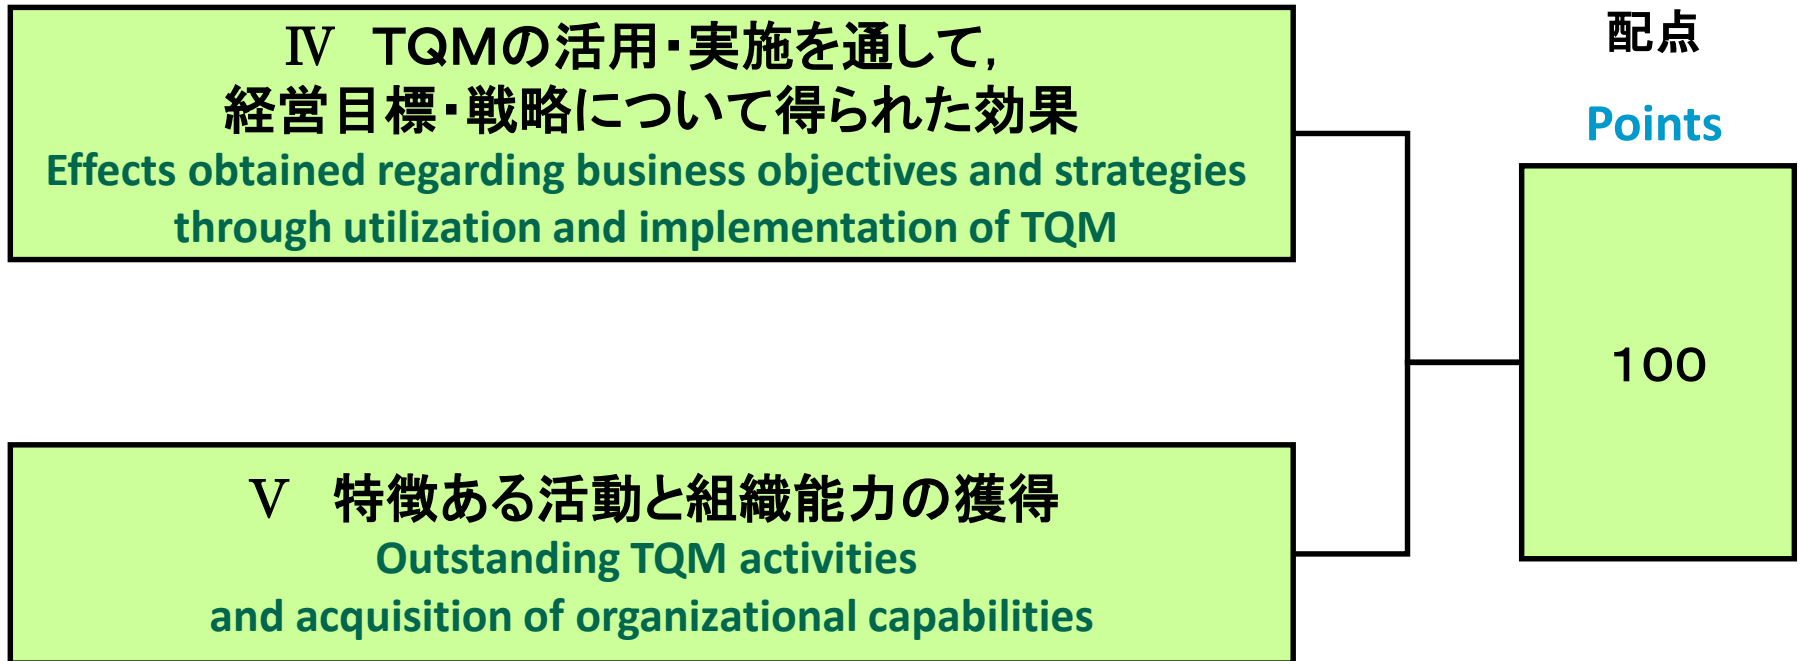 Ⅳ TQMの活用・実施を通して,
経営目標・戦略について得られた効果
Effects obtained regarding business objectives and strategies
through utilization and implementation of TQM
配点
Points
100
Ⅴ 特徴ある活動と組織能力の獲得
Outstanding TQM activities
and acquisition of organizational capabilities